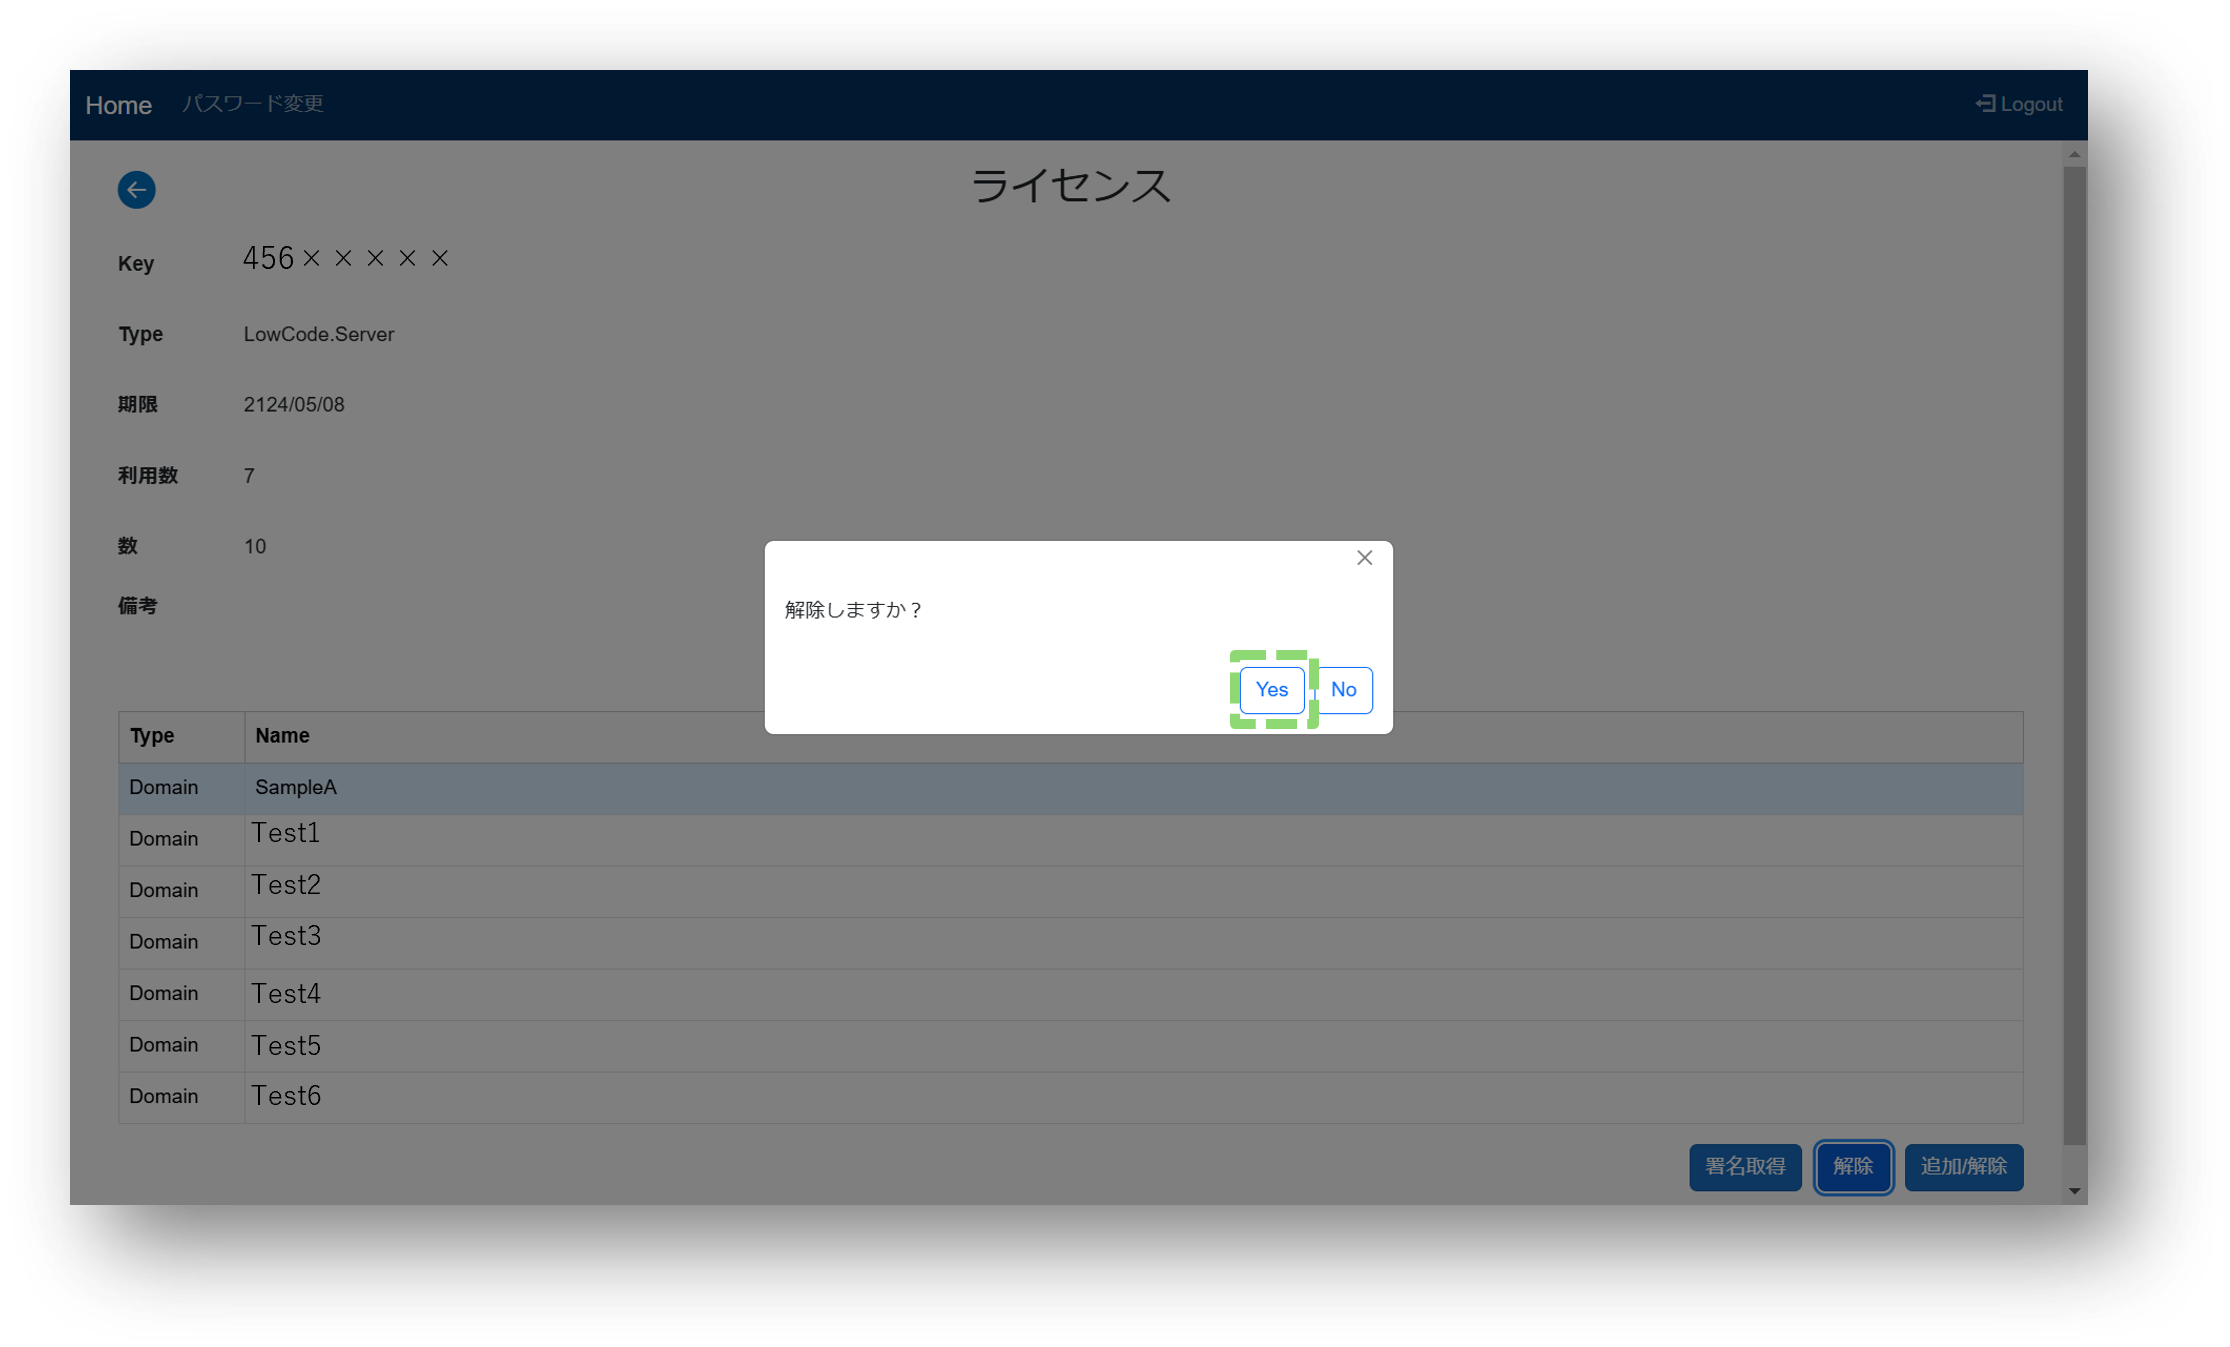 Home パスワード変更 Logout
ライセンス
Key 456×××××
Type LowCode.Server
期限 2124/05/08
利用数 7
数 10
備考
解除しますか？
Yes No
Type Name
Domain SampleA
Domain Test1
Domain Test2
Domain Test3
Domain Test4
Domain Test5
Domain Test6
署名取得 解除 追加/解除